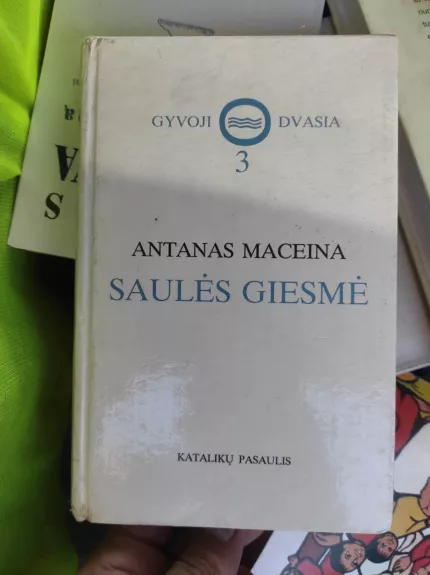 GYVOJI DVASIA
3
ANTANAS MACEINA
SAULĖS GIESMĖ
KATALIKŲ PASAULIS